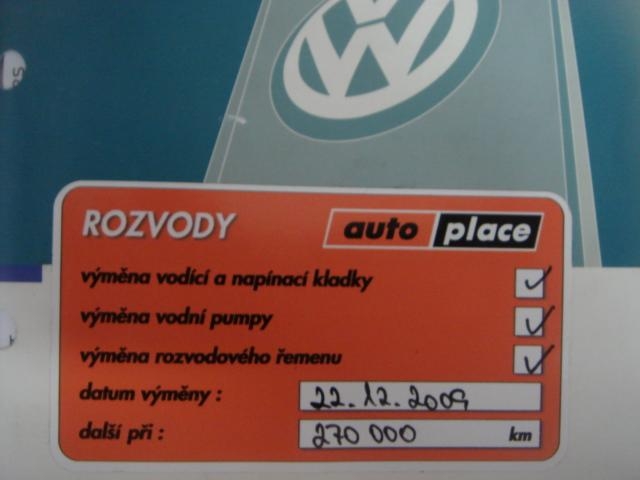 ROZVODY
auto place
výměna vodící a napínací kladky
výměna vodní pumpy
výměna rozvodového řemenu
datum výměny : 22.12.2009
další při : 270 000 km